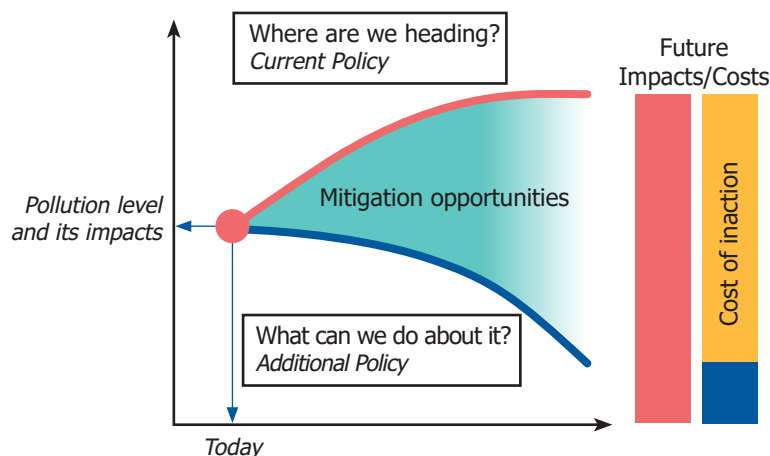 Where are we heading?
Current Policy
Future
Impacts/Costs
Mitigation opportunities
Pollution level
and its impacts
Cost of inaction
What can we do about it?
Additional Policy
Today